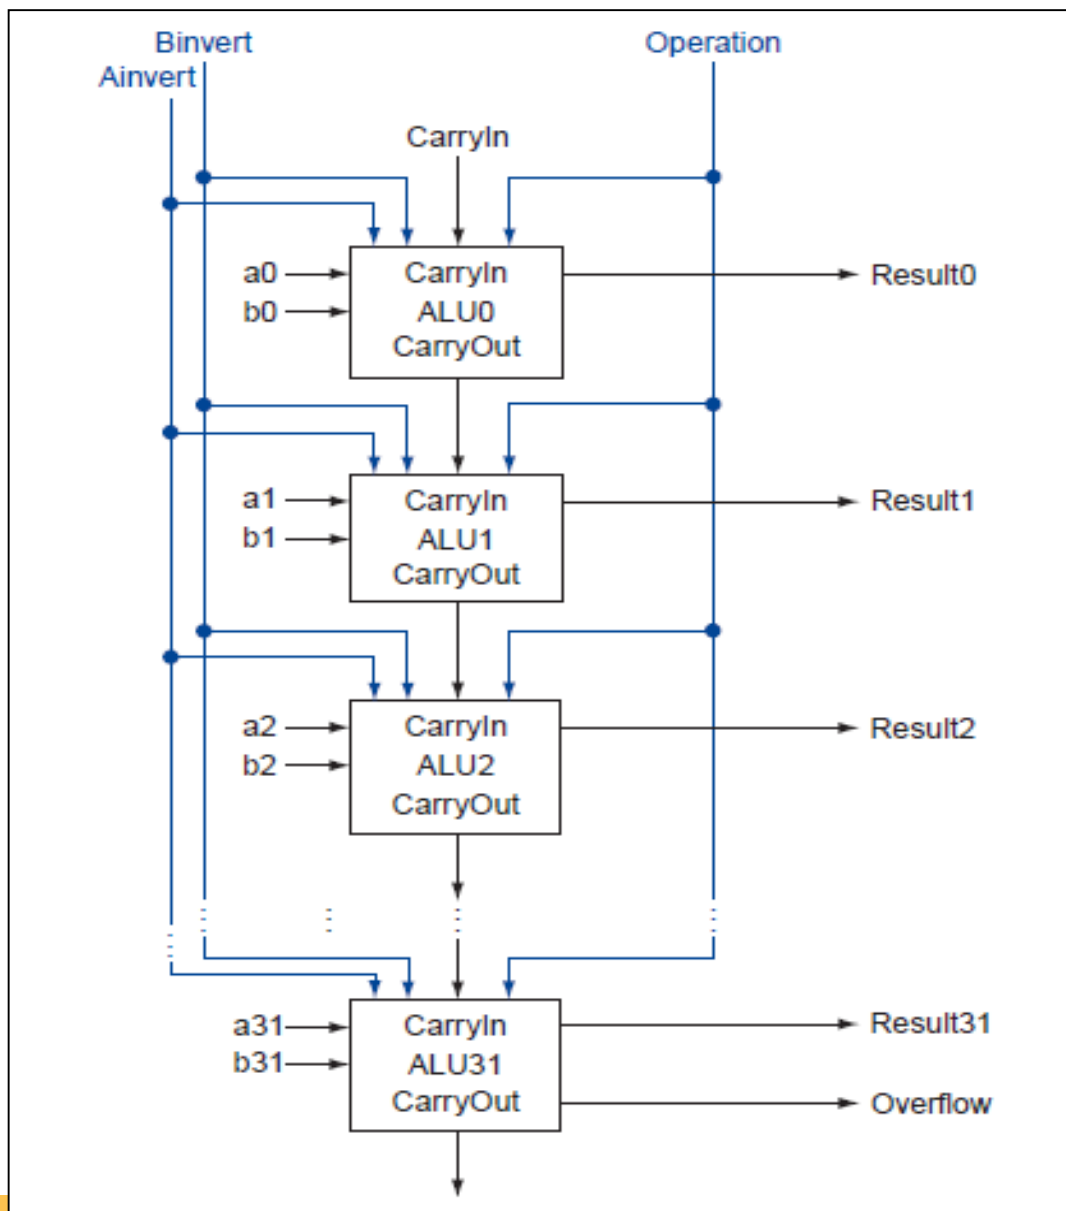 Binvert
Operation
Ainvert
CarryIn
a0
CarryIn
Result0
b0
ALU0
CarryOut
a1
CarryIn
Result1
b1
ALU1
CarryOut
a2
CarryIn
Result2
b2
ALU2
CarryOut
a31
CarryIn
Result31
b31
ALU31
CarryOut
Overflow